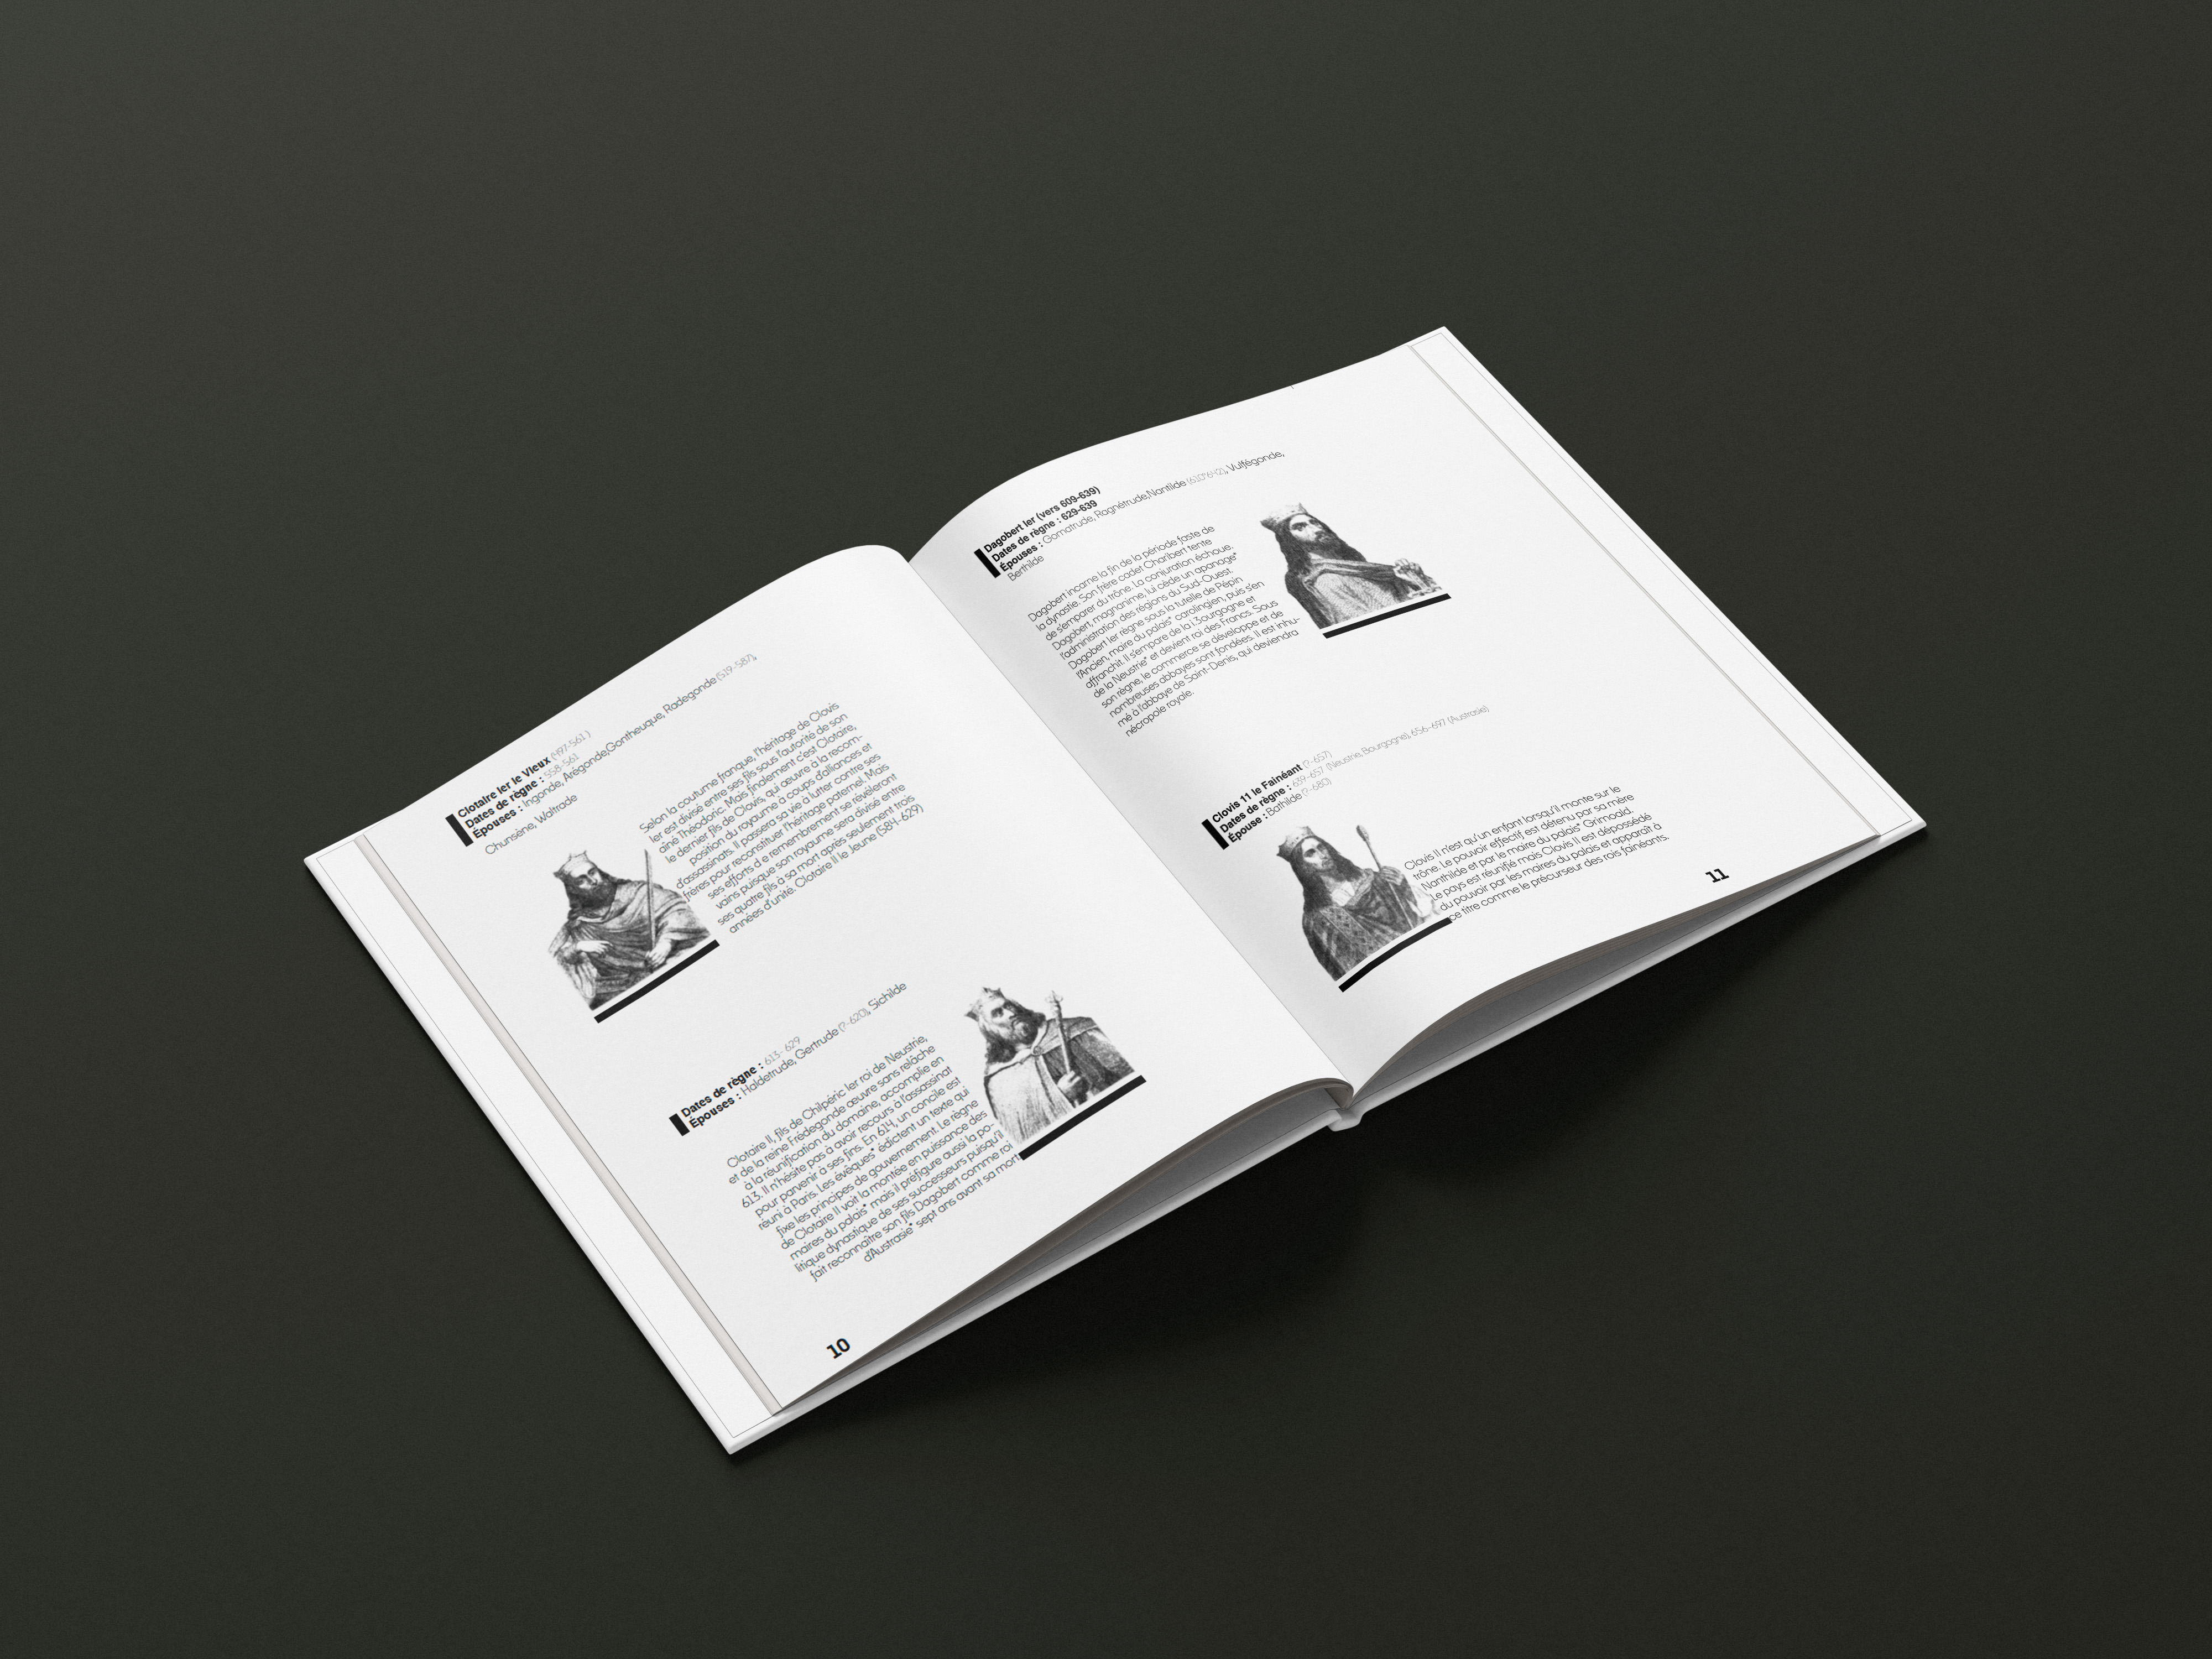 Clotaire Ier le Vieux (497-561)
Dates de règne : 558-561
Épouses : Ingonde, Arégonde,Gontheuque, Radegonde (519-587),
Chunsène, Waltrade
Selon la coutume franque, l'héritage de Clovis
Ier est divisé entre ses fils sous l'autorité de son
aîné Théodoric. Mais finalement c'est Clotaire,
le dernier fils de Clovis, qui œuvre à la recom-
position du royaume à coups d'alliances et
d'assassinats. Il passera sa vie à lutter contre ses
frères pour reconstituer l'héritage paternel. Mais
ses efforts d e remembrement se révéleront
vains puisque son royaume sera divisé entre
ses quatre fils à sa mort après seulement trois
années d'unité. Clotaire II le Jeune (584-629)
Dates de règne : 613- 629
Épouses : Haldetrude, Gertrude (?-620), Sichilde
Clotaire II, fils de Chilpéric Ier roi de Neustrie,
et de la reine Frédegonde œuvre sans relâche
à la réunification du domaine, accomplie en
613. Il n'hésite pas à avoir recours à l'assassinat
pour parvenir à ses fins. En 614, un concile est
réuni à Paris. Les évêques* édictent un texte qui
fixe les principes de gouvernement. Le règne
de Clotaire II voit la montée en puissance des
maires du palais* mais il préfigure aussi la po-
litique dynastique de ses successeurs puisqu'il
fait reconnaître son fils Dagobert comme roi
d'Austrasie* sept ans avant sa mort
10
Dagobert Ier (vers 609-639)
Dates de règne : 629-639
Épouses : Gomatrude, Ragnétrude,Nantilde (610*642), Vulfégonde,
Berthilde
Dagobert incarne la fin de la période faste de
la dynastie. Son frère cadet Charibert tente
de s'emparer du trône. La conjuration échoue.
Dagobert, magnanime, lui cède un apanage*
l'administration des régions du Sud-Ouest.
Dagobert Ier règne sous la tutelle de Pépin
l'Ancien, maire du palais* carolingien, puis s'en
affranchit. Il s'empare de la l.3ourgogne et
de la Neustrie* et devient roi des Francs. Sous
son règne, le commerce se développe et de
nombreuses abbayes sont fondées. Il est inhu-
mé à l'abbaye de Saint-Denis, qui deviendra
nécropole royale.
Clovis 11 le Fainéant (?-657)
Dates de règne : 639-657 (Neustrie, Bourgogne), 656-697 (Austrasie)
Épouse : Bathilde (?-680)
Clovis II n'est qu'un enfant lorsqu'il monte sur le
trône. Le pouvoir effectif est détenu par sa mère
Nanthilde et par le maire du palais* Grimoald.
Le pays est réunifié mais Clovis II est dépossédé
du pouvoir par les maires du palais et apparaît à
ce titre comme le précurseur des rois fainéants.
11